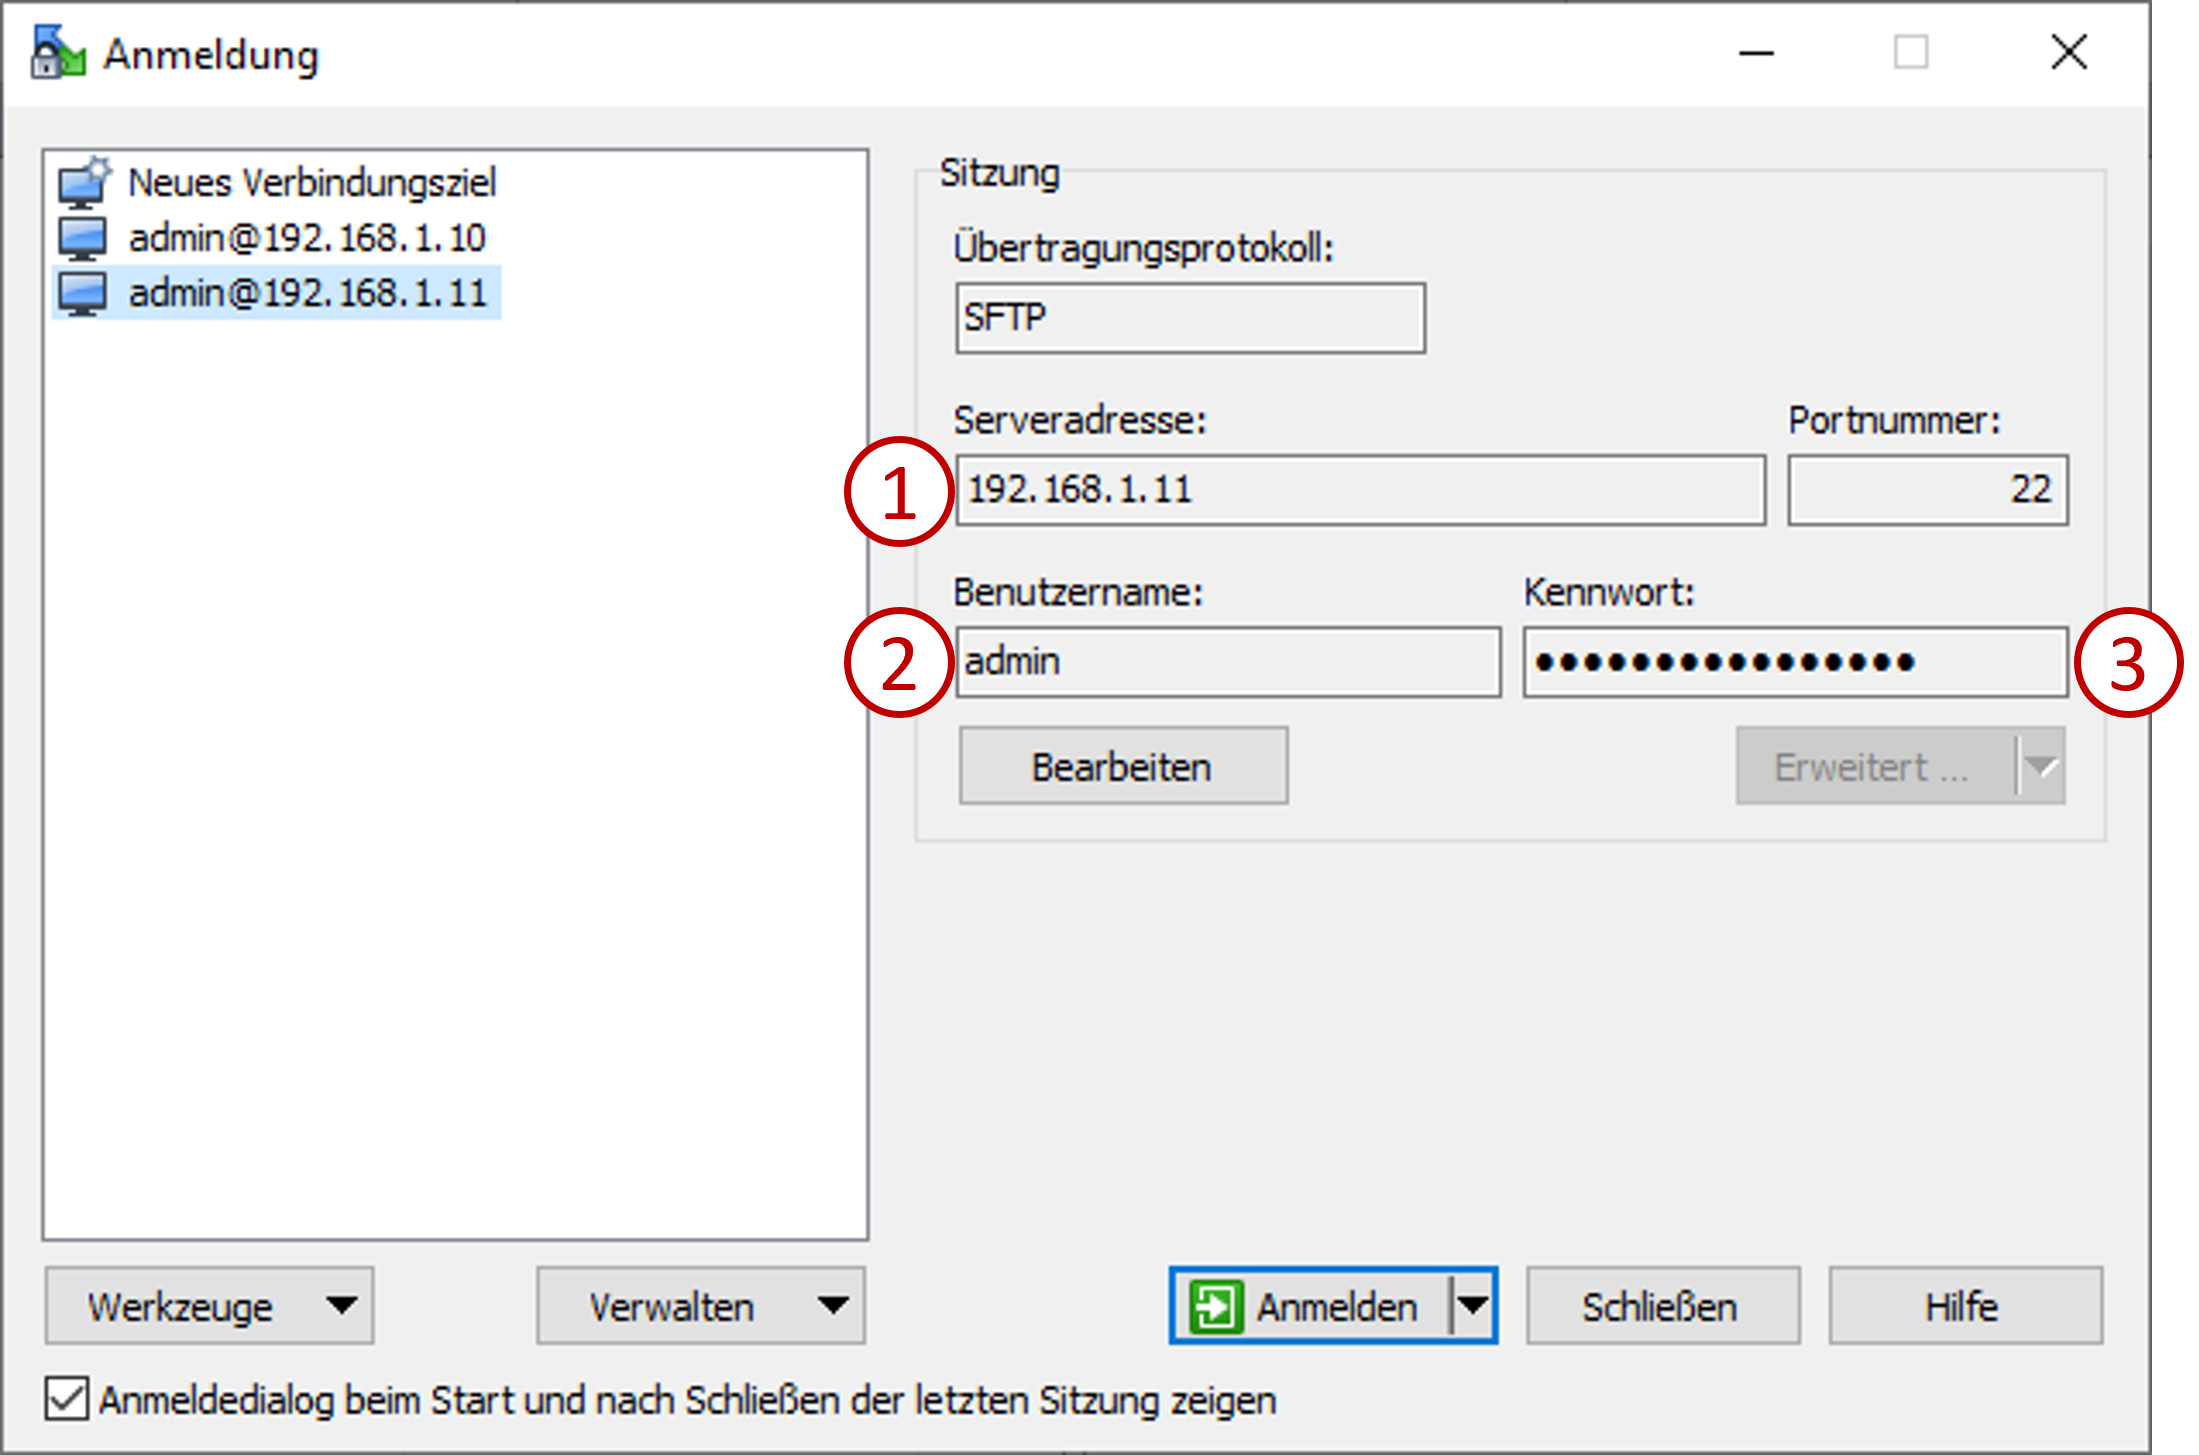 Anmeldung
Neues Verbindungsziel
admin@192.168.1.10
admin@192.168.1.11
Sitzung
Übertragungsprotokoll:
SFTP
Serveradresse:
Portnummer:
1
192.168.1.11
22
Benutzername:
Kennwort:
2
admin
●●●●●●●●●●●●●●●●
3
Bearbeiten
Erweitert ...
Werkzeuge
Verwalten
Anmelden
Schließen
Hilfe
Anmeldedialog beim Start und nach Schließen der letzten Sitzung zeigen